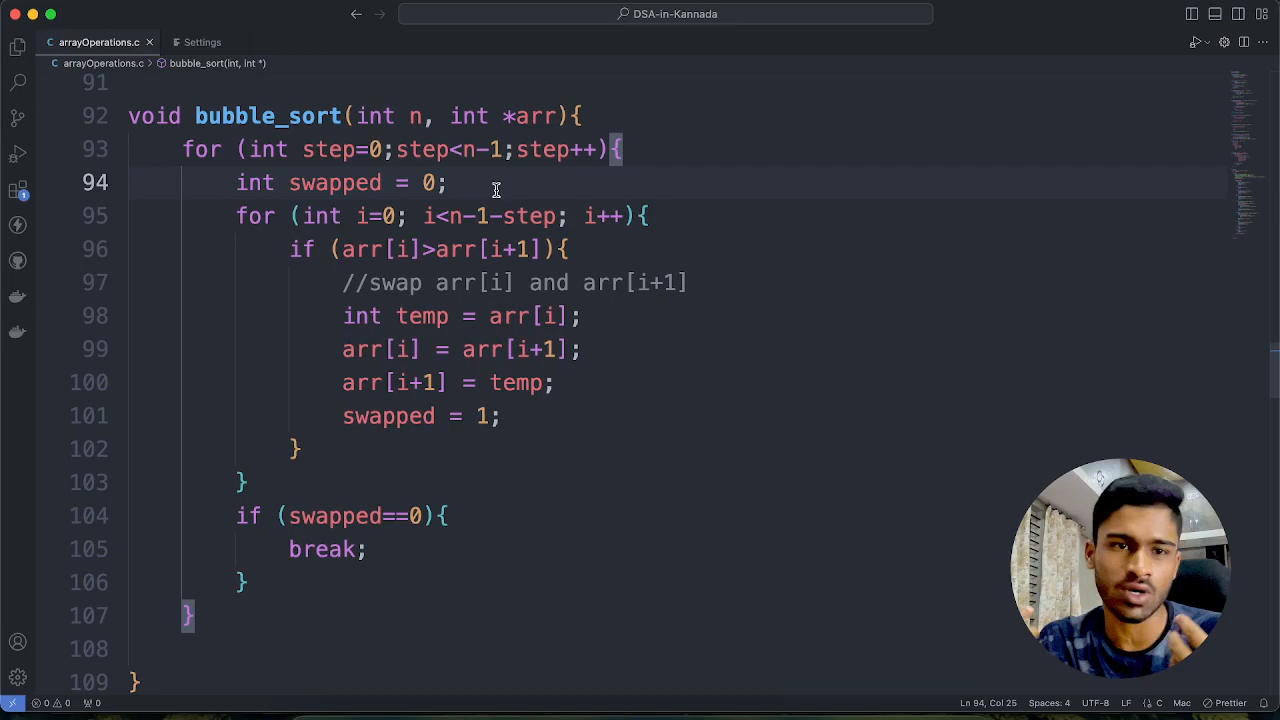 DSA-in-Kannada
arrayOperations.c
Settings
arrayOperations.c > bubble_sort(int, int *)
91
92 void bubble_sort(int n, int *arr){
93 for (int step=0;step<n-1;step++){
94 int swapped = 0;
95 for (int i=0; i<n-1-step; i++){
96 if (arr[i]>arr[i+1]){
97 //swap arr[i] and arr[i+1]
98 int temp = arr[i];
99 arr[i] = arr[i+1];
100 arr[i+1] = temp;
101 swapped = 1;
102 }
103 }
104 if (swapped==0){
105 break;
106 }
107 }
108
109 }
1
0 0 0 Ln 94, Col 25 Spaces: 4 UTF-8 LF {} C Mac Prettier